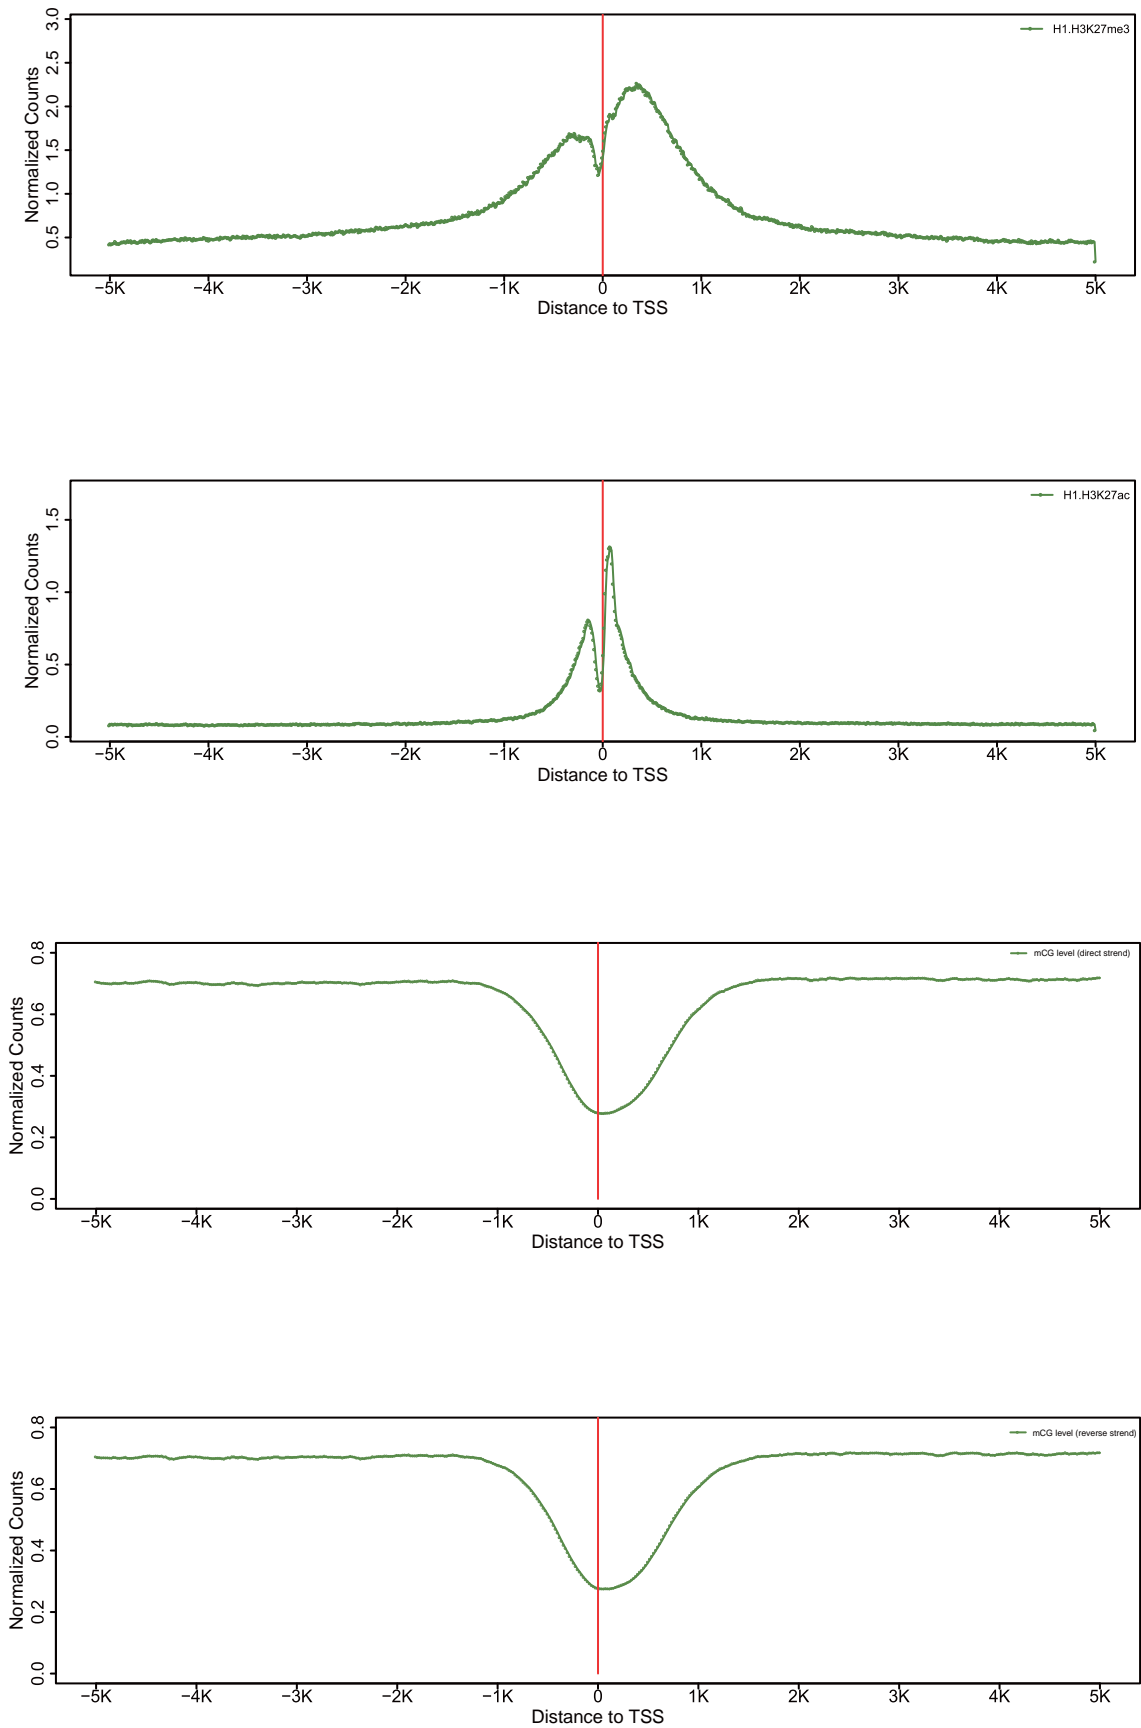 H1.H3K27me3
Normalized Counts
3.0
2.5
2.0
1.5
1.0
0.5
−5K −4K −3K −2K −1K 0 1K 2K 3K 4K 5K
Distance to TSS
H1.H3K27ac
Normalized Counts
1.5
1.0
0.5
0.0
−5K −4K −3K −2K −1K 0 1K 2K 3K 4K 5K
Distance to TSS
mCG level (direct strend)
Normalized Counts
0.8
0.6
0.4
0.2
0.0
−5K −4K −3K −2K −1K 0 1K 2K 3K 4K 5K
Distance to TSS
mCG level (reverse strend)
Normalized Counts
0.8
0.6
0.4
0.2
0.0
−5K −4K −3K −2K −1K 0 1K 2K 3K 4K 5K
Distance to TSS